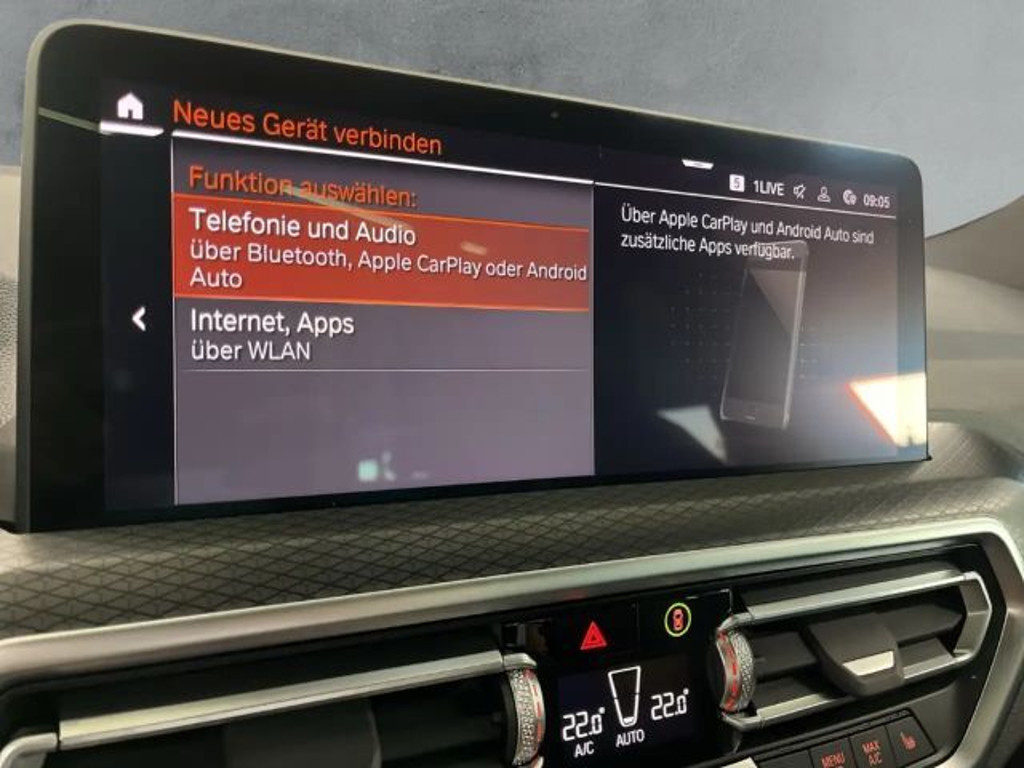 Neues Gerät verbinden
5 1LIVE 09:05
Funktion auswählen:
Telefonie und Audio
über Bluetooth, Apple CarPlay oder Android
Auto
Internet, Apps
über WLAN
Über Apple CarPlay und Android Auto sind
zusätzliche Apps verfügbar.
22.0° 22.0°
A/C AUTO
MENU
MAX
A/C